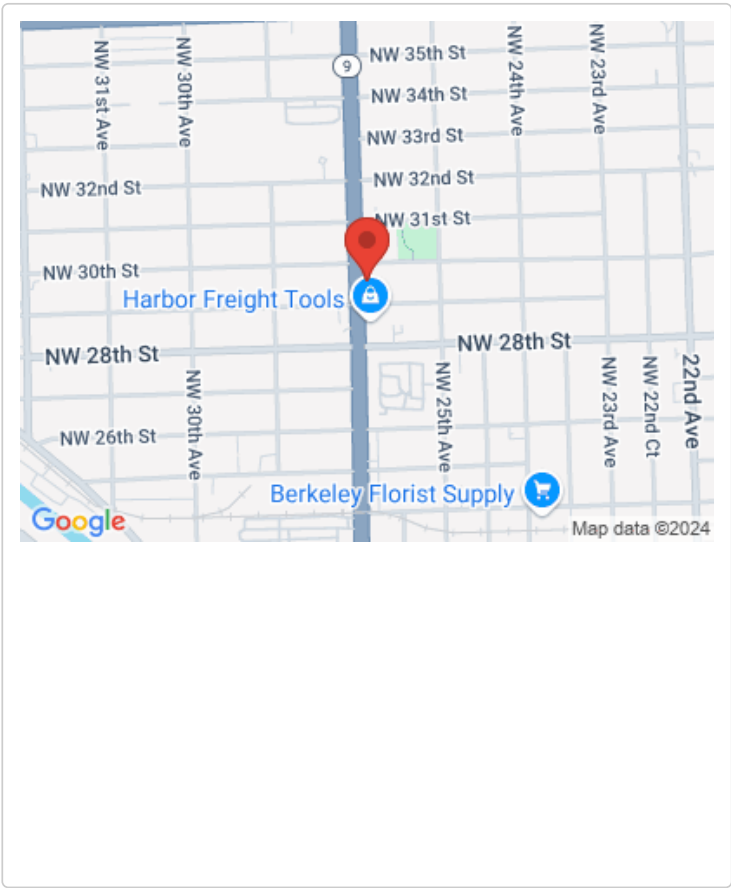 NW 31st Ave
NW 30th Ave
9
NW 35th St
NW 24th Ave
NW 23rd Ave
NW 34th St
NW 33rd St
NW 32nd St
NW 32nd St
NW 31st St
NW 30th St
Harbor Freight Tools
NW 28th St
NW 28th St
NW 30th Ave
NW 25th Ave
NW 23rd Ave
NW 22nd Ct
22nd Ave
NW 26th St
Berkeley Florist Supply
Google
Map data ©2024